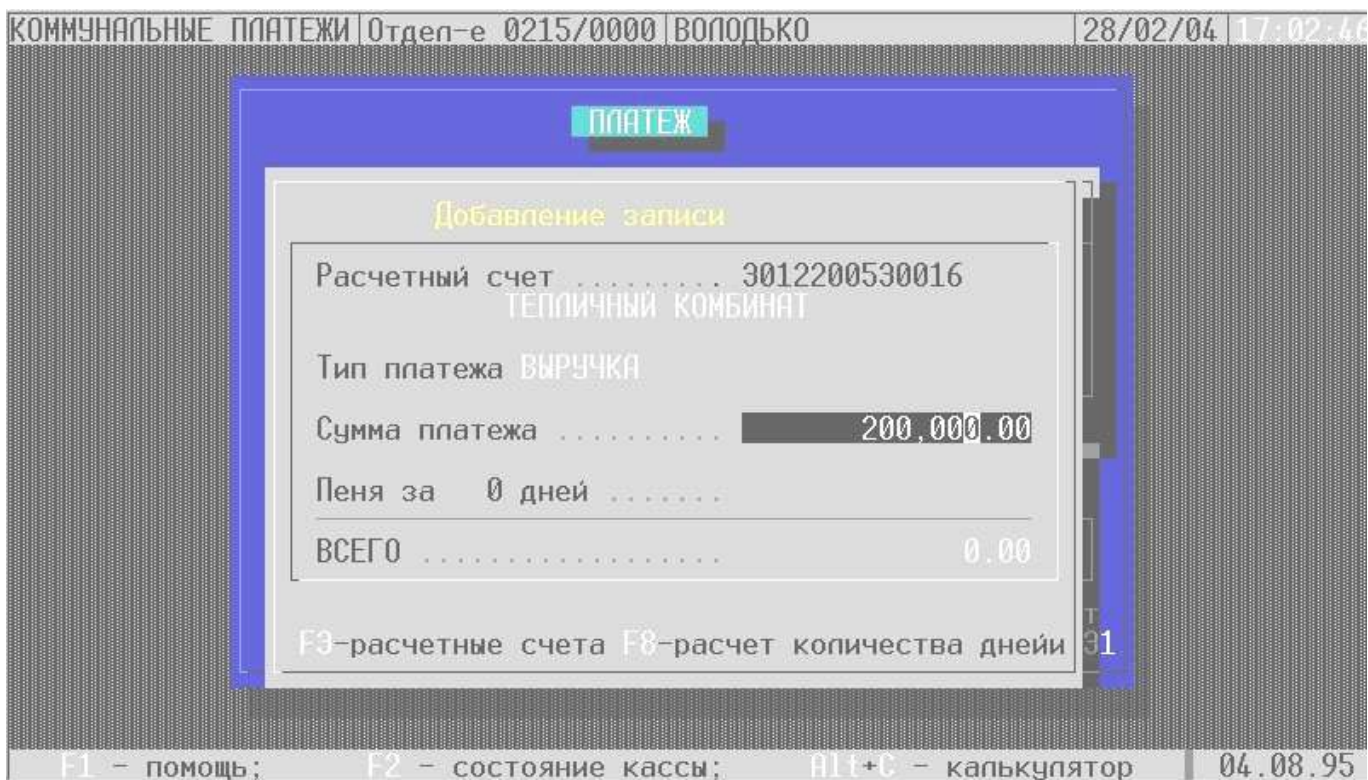 КОММУНАЛЬНЫЕ ПЛАТЕЖИ|Отдел-е 0215/0000|ВОЛОДЬКО |28/02/04|17:02:46
ПЛАТЕЖ
Добавление записи
Расчетный счет ......... 3012200530016
ТЕПЛИЧНЫЙ КОМБИНАТ
Тип платежа ВЫРУЧКА
Сумма платежа .......... 200,000.00
Пеня за 0 дней .......
ВСЕГО .................. 0.00
т
F3-расчетные счета F8-расчет количества дней и 31
F1 - помощь; F2 - состояние кассы; Alt+C - калькулятор 04.08.95